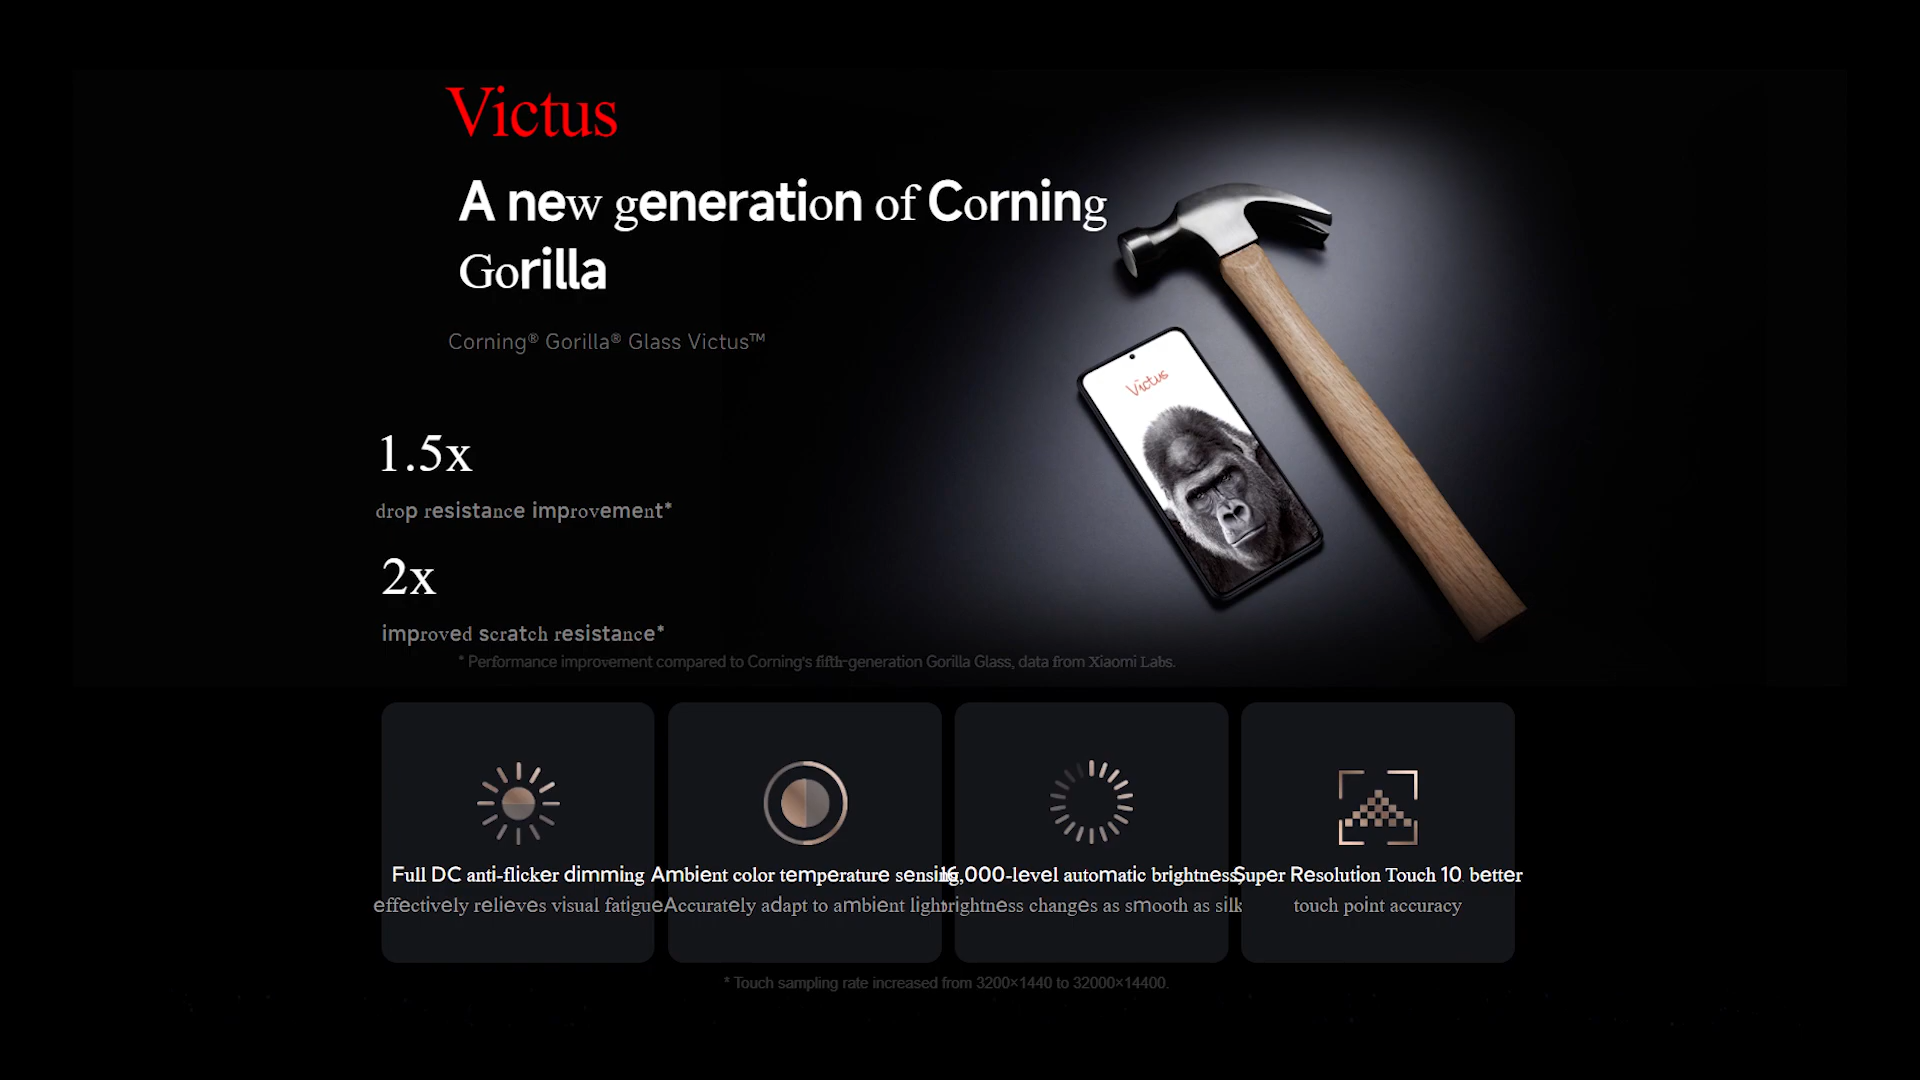 Victus
A new generation of Corning
Gorilla
Corning® Gorilla® Glass Victus™
Victus
1.5x
drop resistance improvement*
2x
improved scratch resistance*
* Performance improvement compared to Corning's fifth-generation Gorilla Glass, data from Xiaomi Labs.
Full DC anti-flicker dimming
effectively relieves visual fatigue
Ambient color temperature sensing
Accurately adapt to ambient light
16,000-level automatic brightness,
brightness changes as smooth as silk
Super Resolution Touch 10 better
touch point accuracy
* Touch sampling rate increased from 3200×1440 to 32000×14400.